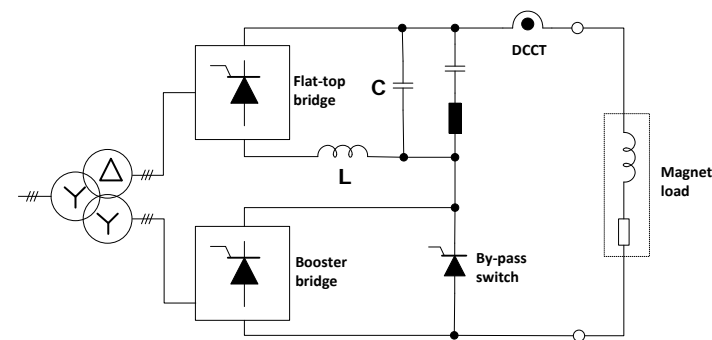 DCCT
Flat-top
bridge
C
L
Magnet
load
Booster
bridge
By-pass
switch